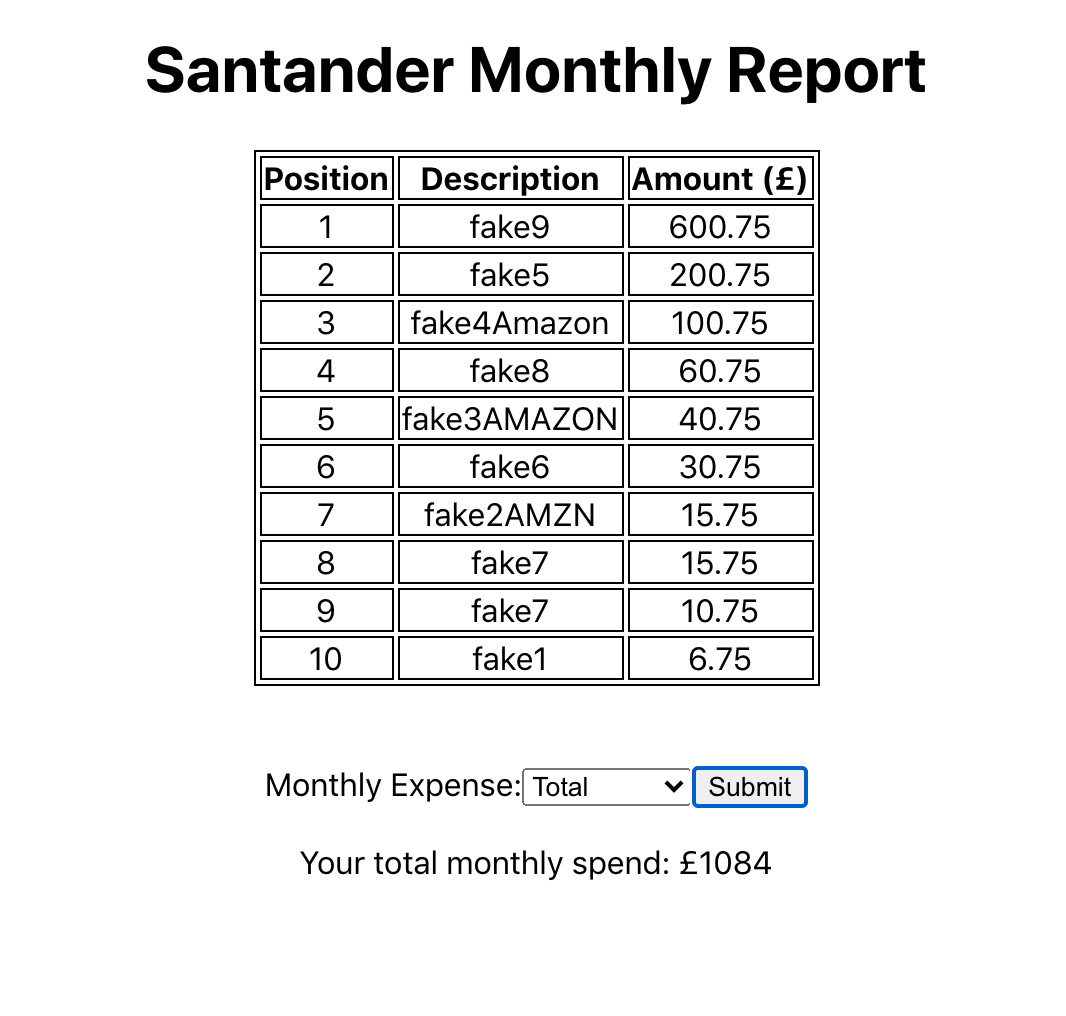 Santander Monthly Report
Position Description Amount (£)
1 fake9 600.75
2 fake5 200.75
3 fake4Amazon 100.75
4 fake8 60.75
5 fake3AMAZON 40.75
6 fake6 30.75
7 fake2AMZN 15.75
8 fake7 15.75
9 fake7 10.75
10 fake1 6.75
Monthly Expense: Total Submit
Your total monthly spend: £1084